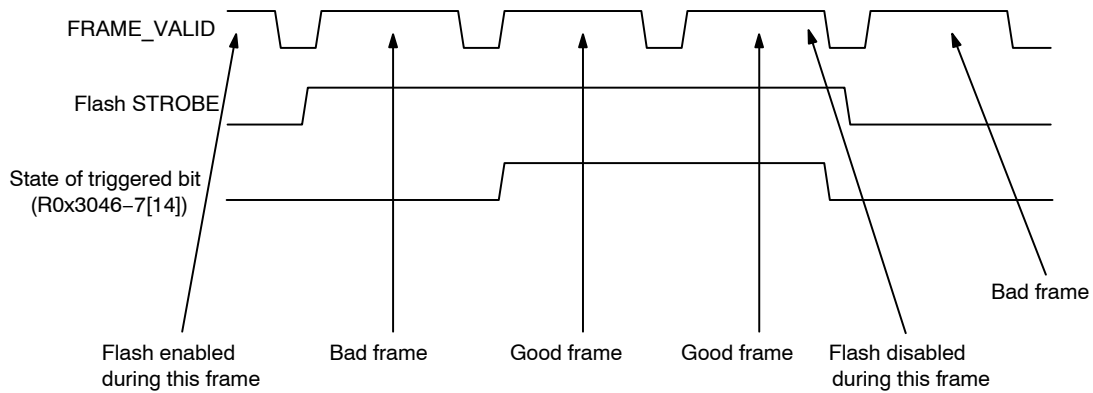 FRAME_VALID
Flash STROBE
State of triggered bit
(R0x3046−7[14])
Bad frame
Flash enabled
during this frame
Bad frame
Good frame
Good frame
Flash disabled
during this frame